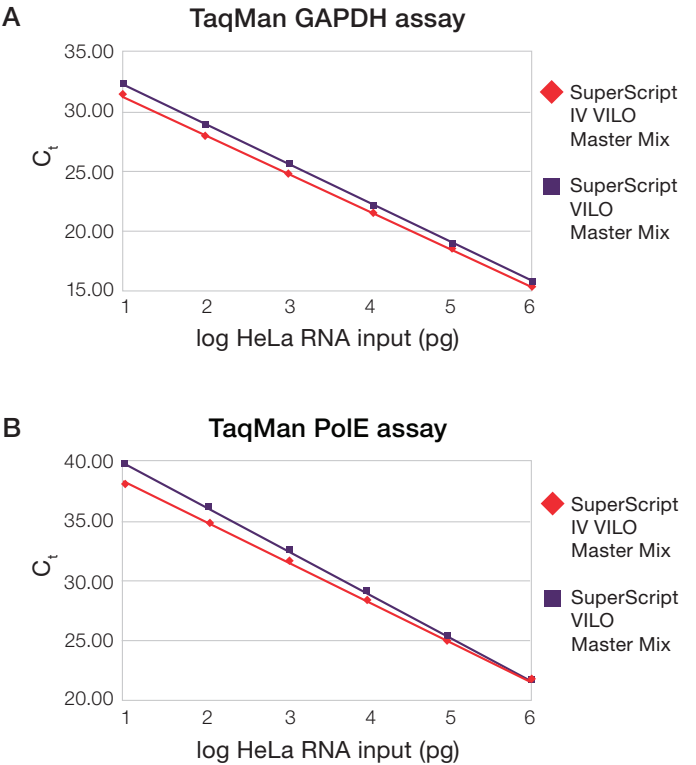 A
TaqMan GAPDH assay
35.00
30.00
25.00
20.00
15.00
Ct
1 2 3 4 5 6
log HeLa RNA input (pg)
SuperScript
IV VILO
Master Mix
SuperScript
VILO
Master Mix
B
TaqMan PolE assay
40.00
35.00
30.00
25.00
20.00
Ct
1 2 3 4 5 6
log HeLa RNA input (pg)
SuperScript
IV VILO
Master Mix
SuperScript
VILO
Master Mix